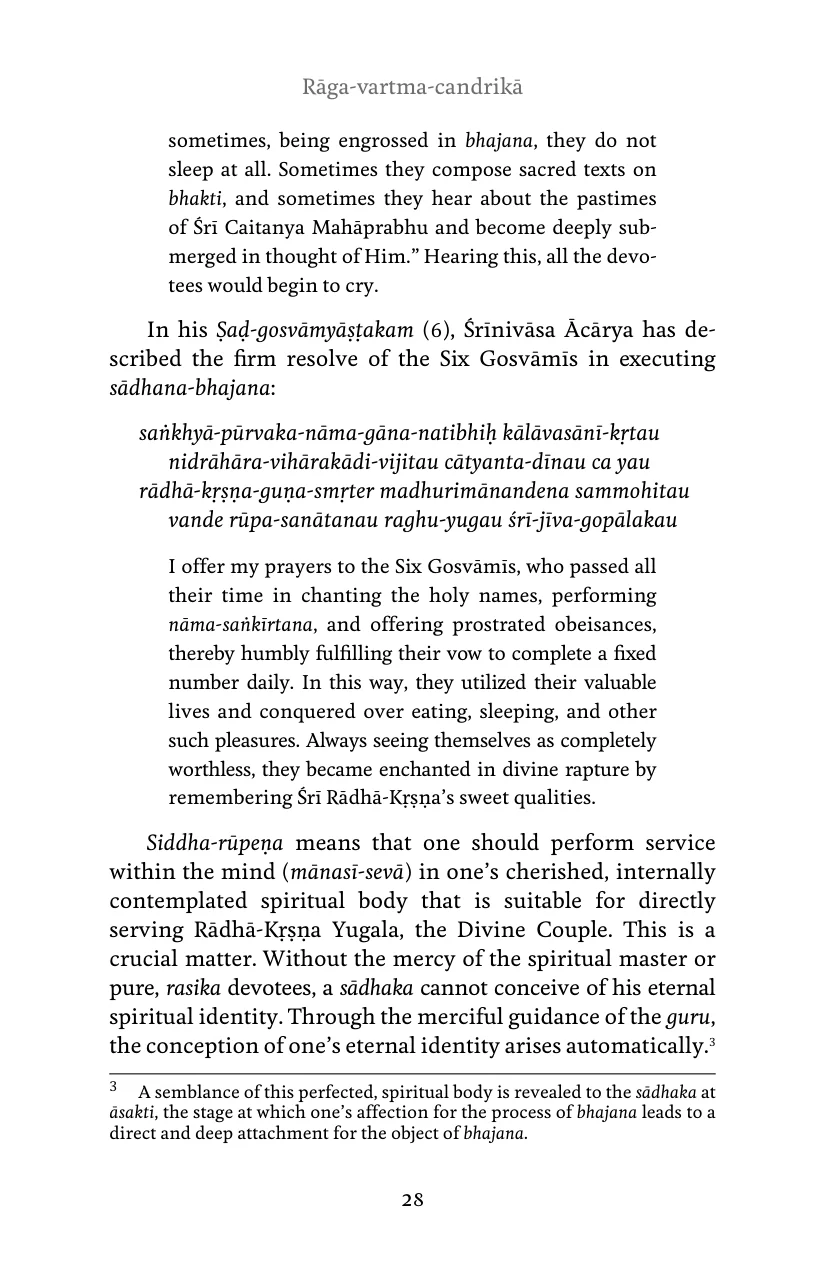 Rāga-vartma-candrikā
sometimes, being engrossed in bhajana, they do not
sleep at all. Sometimes they compose sacred texts on
bhakti, and sometimes they hear about the pastimes
of Śrī Caitanya Mahāprabhu and become deeply sub-
merged in thought of Him.” Hearing this, all the devo-
tees would begin to cry.
In his Ṣaḍ-gosvāmyāṣṭakam (6), Śrīnivāsa Ācārya has de-
scribed the firm resolve of the Six Gosvāmīs in executing
sādhana-bhajana:
saṅkhyā-pūrvaka-nāma-gāna-natibhiḥ kālāvasānī-kṛtau
nidrāhāra-vihārakādi-vijitau cātyanta-dīnau ca yau
rādhā-kṛṣṇa-guṇa-smṛter madhurimānandena sammohitau
vande rūpa-sanātanau raghu-yugau śrī-jīva-gopālakau
I offer my prayers to the Six Gosvāmīs, who passed all
their time in chanting the holy names, performing
nāma-saṅkīrtana, and offering prostrated obeisances,
thereby humbly fulfilling their vow to complete a fixed
number daily. In this way, they utilized their valuable
lives and conquered over eating, sleeping, and other
such pleasures. Always seeing themselves as completely
worthless, they became enchanted in divine rapture by
remembering Śrī Rādhā-Kṛṣṇa’s sweet qualities.
Siddha-rūpeṇa means that one should perform service
within the mind (mānasī-sevā) in one’s cherished, internally
contemplated spiritual body that is suitable for directly
serving Rādhā-Kṛṣṇa Yugala, the Divine Couple. This is a
crucial matter. Without the mercy of the spiritual master or
pure, rasika devotees, a sādhaka cannot conceive of his eternal
spiritual identity. Through the merciful guidance of the guru,
the conception of one’s eternal identity arises automatically.³
3 A semblance of this perfected, spiritual body is revealed to the sādhaka at
āsakti, the stage at which one’s affection for the process of bhajana leads to a
direct and deep attachment for the object of bhajana.
28